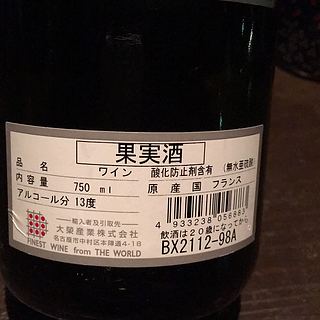 果実酒
品名 ワイン 酸化防止剤含有 (無水亜硫酸)
内容量 750 ml 原産国 フランス
アルコール分 13度
輸入者及引取先
大榮産業株式会社
名古屋市中村区本陣通4-18
FINEST WINE from THE WORLD
4 933238 056883
飲酒は20歳になってから
BX2112-98A